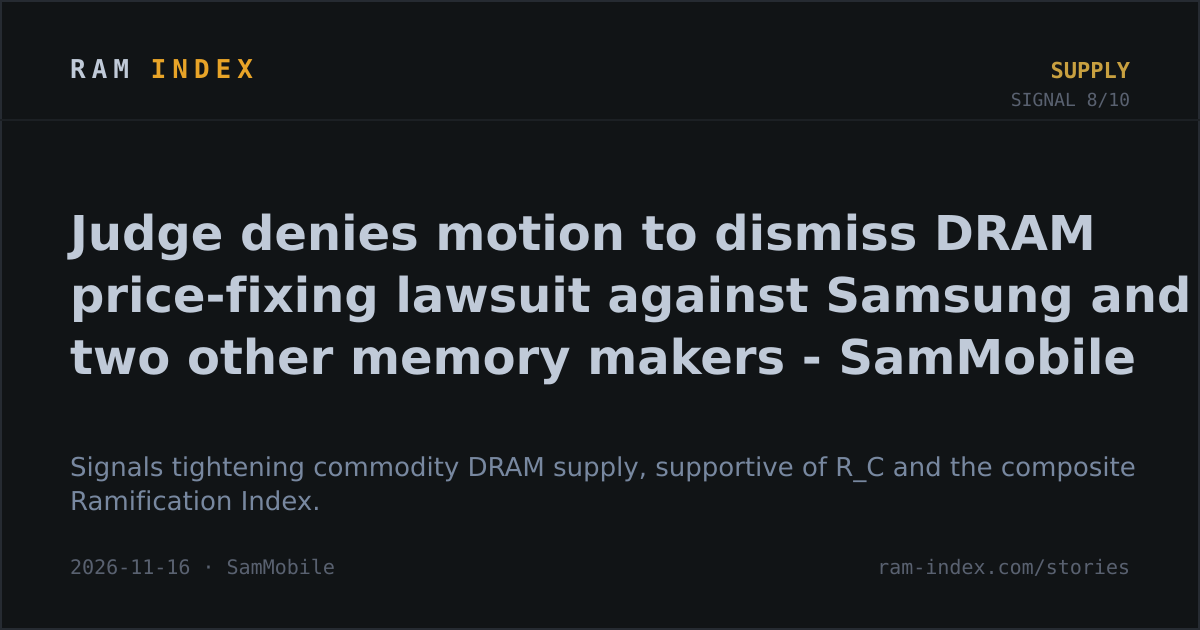 RAM INDEX
SUPPLY
SIGNAL 8/10
Judge denies motion to dismiss DRAM
price-fixing lawsuit against Samsung and
two other memory makers - SamMobile
Signals tightening commodity DRAM supply, supportive of R_C and the composite
Ramification Index.
2026-11-16 · SamMobile
ram-index.com/stories